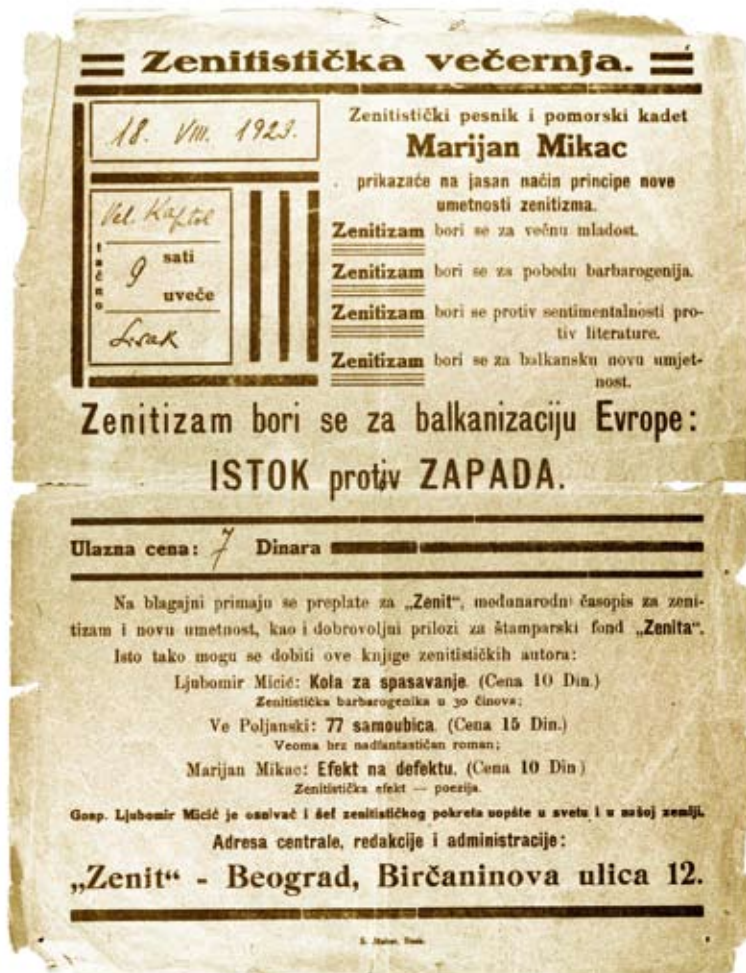 Zenitistička večernja.
18. VIII. 1923.
Vel. Kaptol
tačno
9 sati
uveče
Sisak
Zenitistički pesnik i pomorski kadet
Marijan Mikac
prikazaće na jasan način principe nove
umetnosti zenitizma.
Zenitizam bori se za večnu mladost.
Zenitizam bori se za pobedu barbarogenija.
Zenitizam bori se protiv sentimentalnosti pro-
tiv literature.
Zenitizam bori se za balkansku novu umjet-
nost.
Zenitizam bori se za balkanizaciju Evrope:
ISTOK protiv ZAPADA.
Ulazna cena: 7 Dinara
Na blagajni primaju se preplate za „Zenit“, međunarodni časopis za zeni-
tizam i novu umetnost, kao i dobrovoljni prilozi za štamparski fond „Zenita“.
Isto tako mogu se dobiti ove knjige zenitističkih autora:
Ljubomir Micić: Kola za spasavanje. (Cena 10 Din.)
Zenitistička barbarogenika u 30 činova;
Ve Poljanski: 77 samoubica. (Cena 15 Din.)
Veoma brz nadfantastičan roman;
Marijan Mikac: Efekt na defektu. (Cena 10 Din)
Zenitistička efekt — poezija.
Gosp. Ljubomir Micić je osnivač i šef zenitističkog pokreta uopšte u svetu i u našoj zemlji.
Adresa centrale, redakcije i administracije:
„Zenit“ - Beograd, Birčaninova ulica 12.